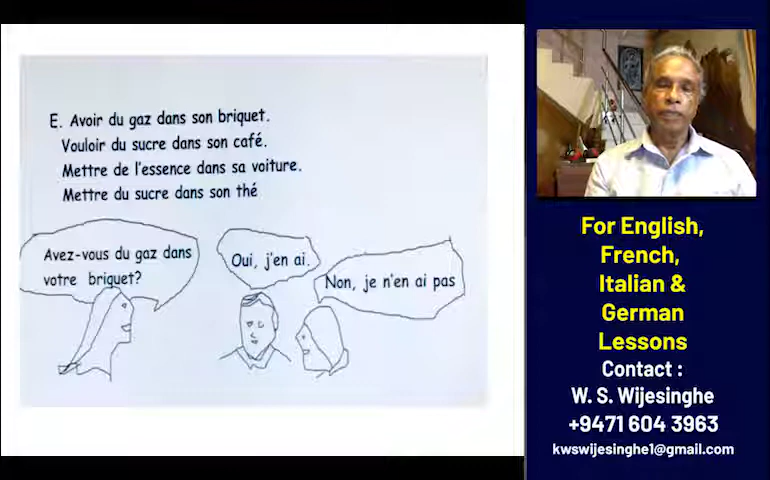 E. Avoir du gaz dans son briquet.
Vouloir du sucre dans son café.
Mettre de l'essence dans sa voiture.
Mettre du sucre dans son thé
Avez-vous du gaz dans
votre briquet?
Oui, j'en ai.
Non, je n'en ai pas
For English,
French,
Italian &
German
Lessons
Contact :
W. S. Wijesinghe
+9471 604 3963
kwswijesinghe1@gmail.com